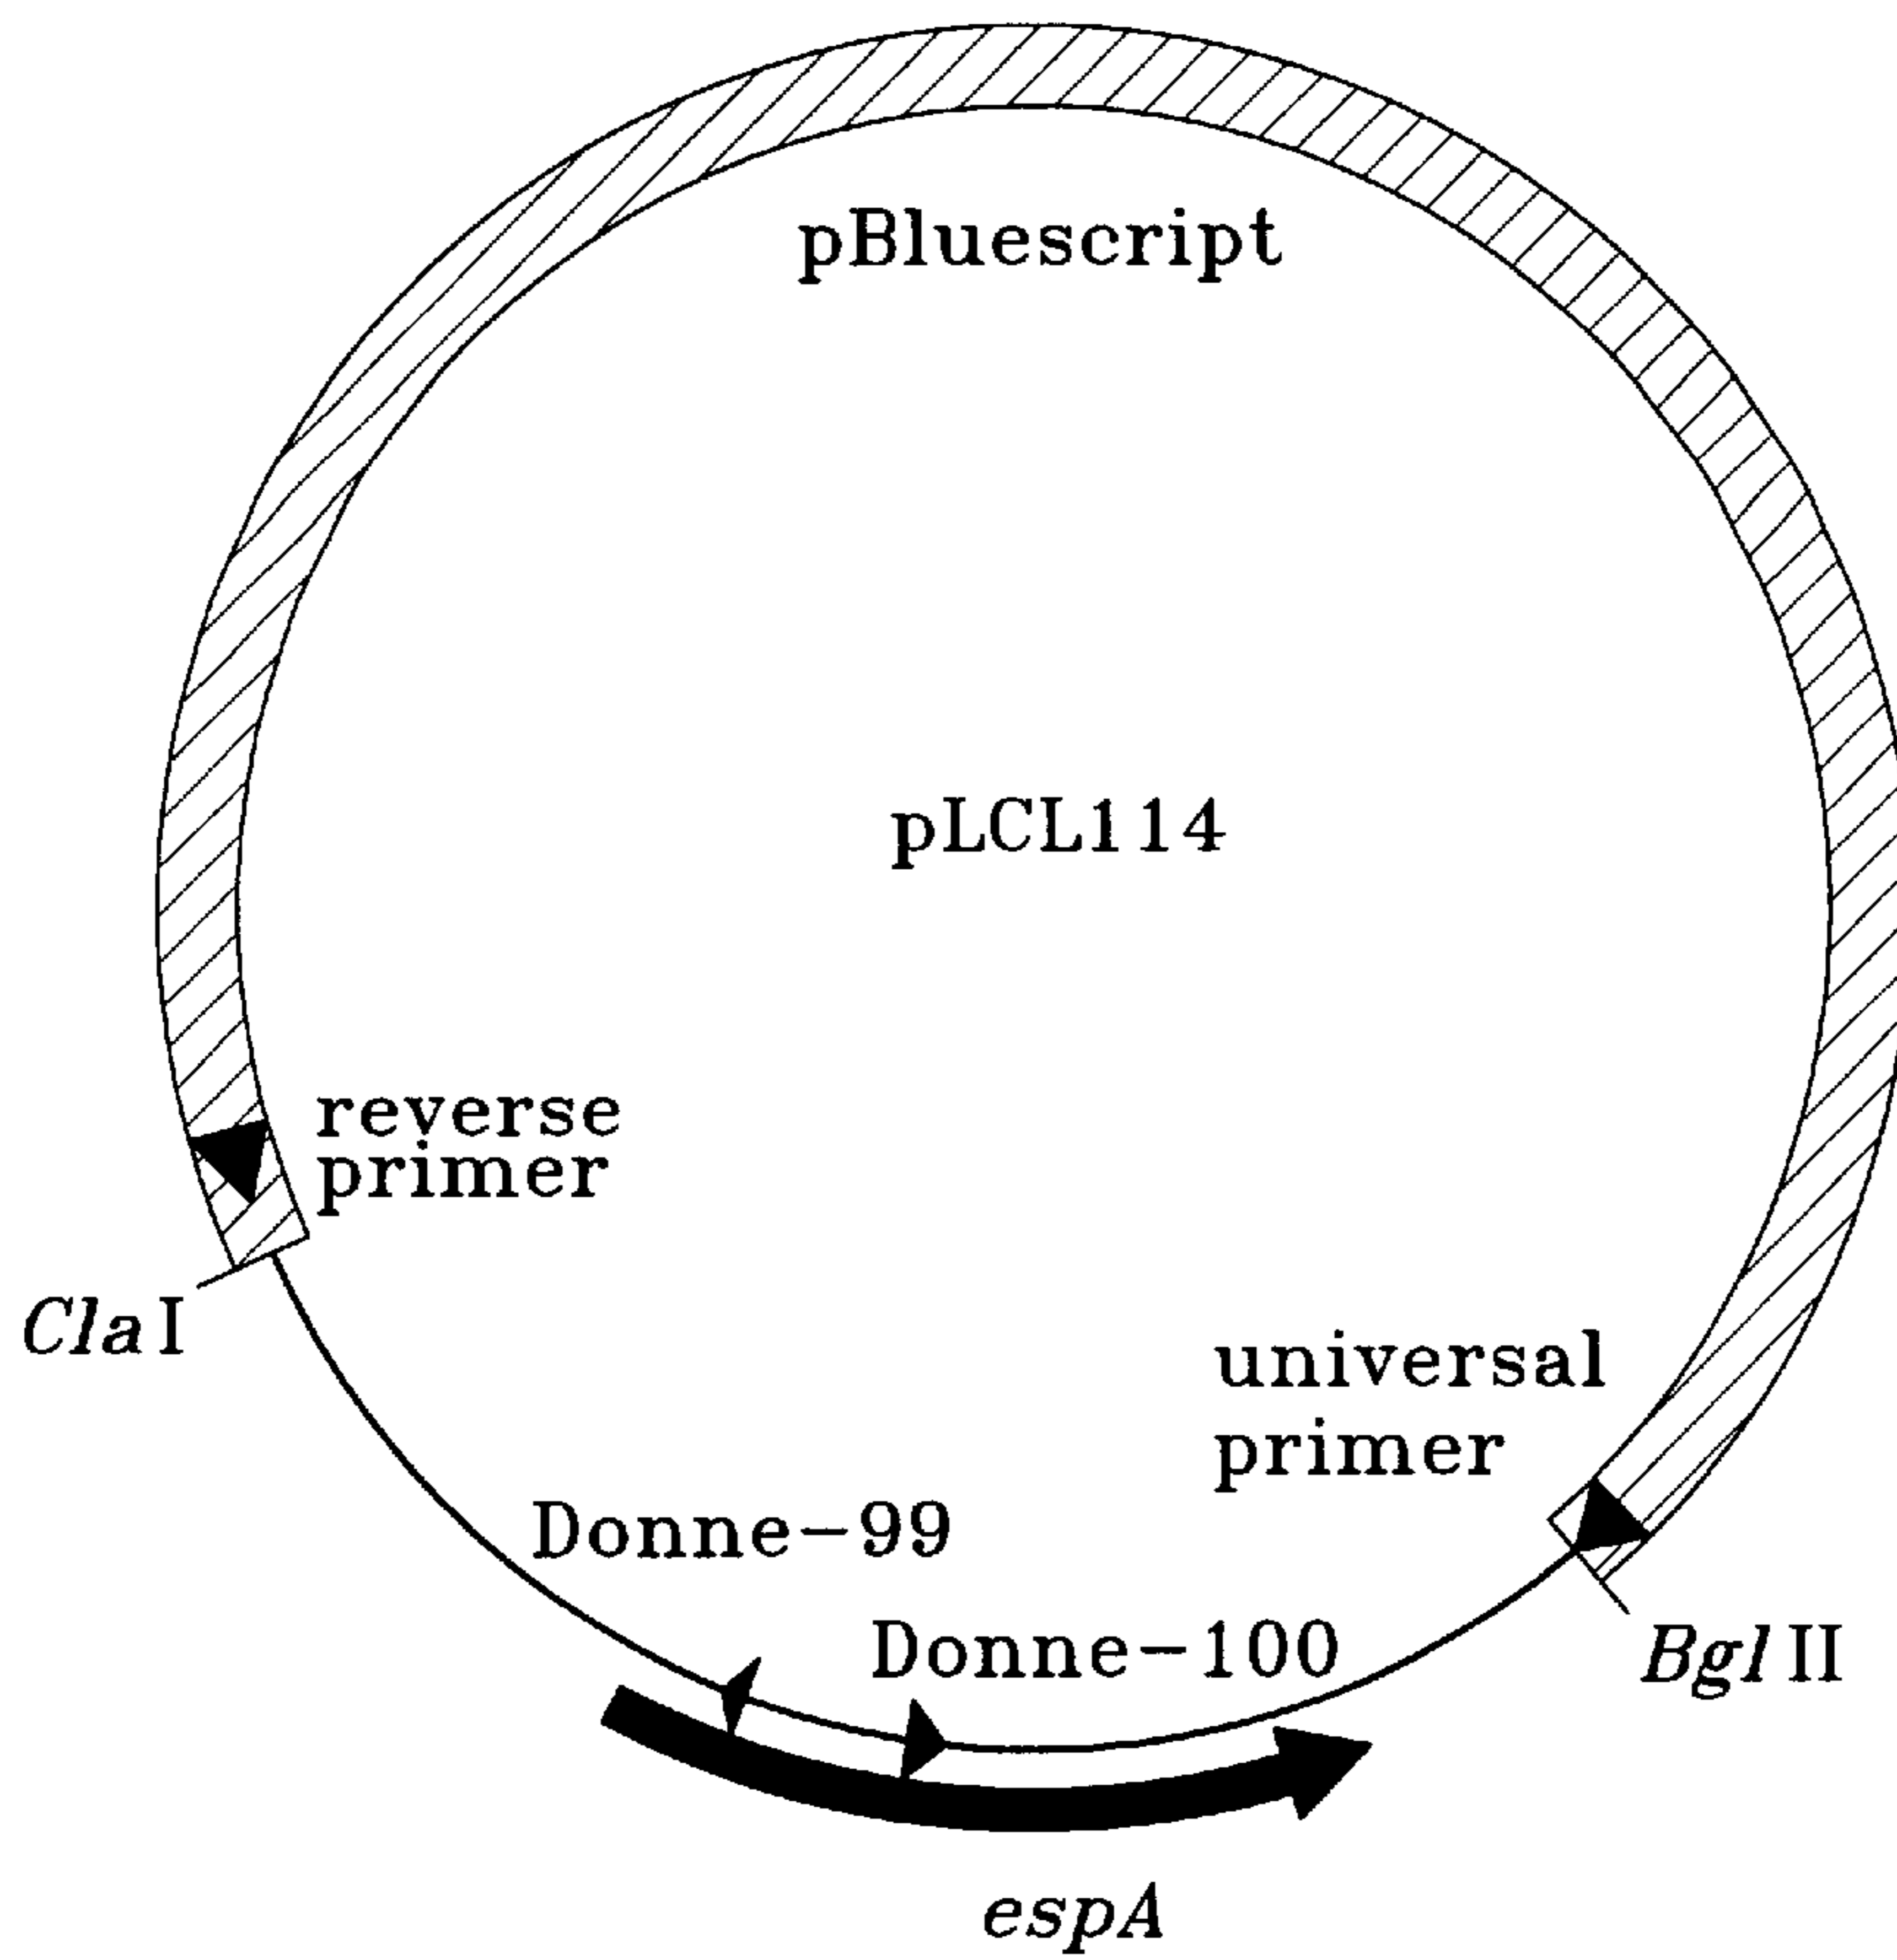 pBluescript
pLCL114
reverse
primer
ClaI
universal
primer
Donne-99
Donne-100
BglII
espA